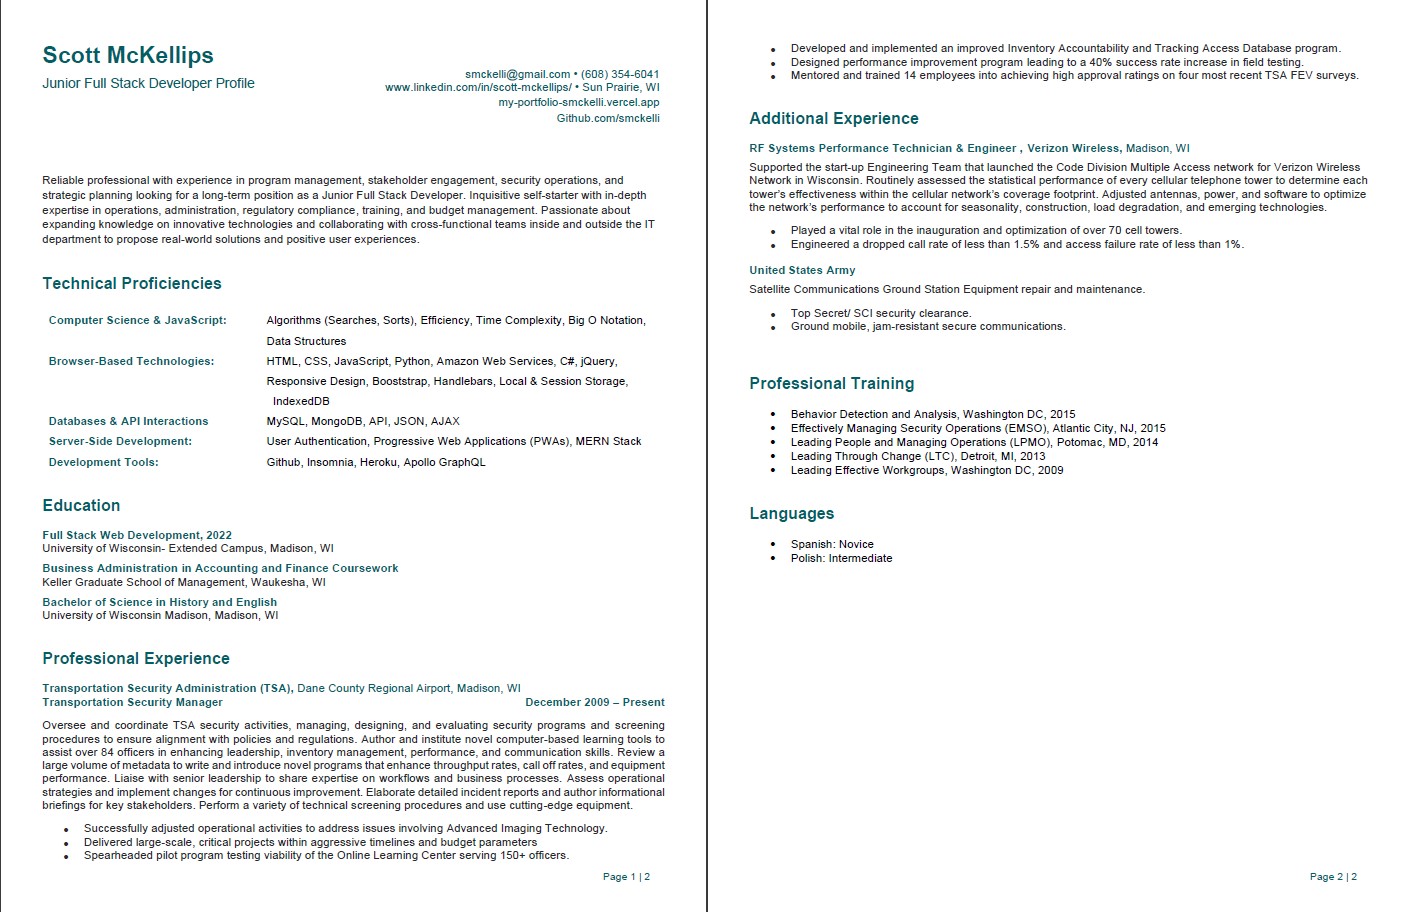 Scott McKellips
Junior Full Stack Developer Profile
smckelli@gmail.com • (608) 354-6041
www.linkedin.com/in/scott-mckellips/ • Sun Prairie, WI
my-portfolio-smckelli.vercel.app
Github.com/smckelli
Reliable professional with experience in program management, stakeholder engagement, security operations, and
strategic planning looking for a long-term position as a Junior Full Stack Developer. Inquisitive self-starter with in-depth
expertise in operations, administration, regulatory compliance, training, and budget management. Passionate about
expanding knowledge on innovative technologies and collaborating with cross-functional teams inside and outside the IT
department to propose real-world solutions and positive user experiences.
Technical Proficiencies
Computer Science & JavaScript: Algorithms (Searches, Sorts), Efficiency, Time Complexity, Big O Notation,
Data Structures
Browser-Based Technologies: HTML, CSS, JavaScript, Python, Amazon Web Services, C#, jQuery,
Responsive Design, Booststrap, Handlebars, Local & Session Storage,
IndexedDB
Databases & API Interactions MySQL, MongoDB, API, JSON, AJAX
Server-Side Development: User Authentication, Progressive Web Applications (PWAs), MERN Stack
Development Tools: Github, Insomnia, Heroku, Apollo GraphQL
Education
Full Stack Web Development, 2022
University of Wisconsin- Extended Campus, Madison, WI
Business Administration in Accounting and Finance Coursework
Keller Graduate School of Management, Waukesha, WI
Bachelor of Science in History and English
University of Wisconsin Madison, Madison, WI
Professional Experience
Transportation Security Administration (TSA), Dane County Regional Airport, Madison, WI
Transportation Security Manager December 2009 – Present
Oversee and coordinate TSA security activities, managing, designing, and evaluating security programs and screening
procedures to ensure alignment with policies and regulations. Author and institute novel computer-based learning tools to
assist over 84 officers in enhancing leadership, inventory management, performance, and communication skills. Review a
large volume of metadata to write and introduce novel programs that enhance throughput rates, call off rates, and equipment
performance. Liaise with senior leadership to share expertise on workflows and business processes. Assess operational
strategies and implement changes for continuous improvement. Elaborate detailed incident reports and author informational
briefings for key stakeholders. Perform a variety of technical screening procedures and use cutting-edge equipment.
• Successfully adjusted operational activities to address issues involving Advanced Imaging Technology.
• Delivered large-scale, critical projects within aggressive timelines and budget parameters
• Spearheaded pilot program testing viability of the Online Learning Center serving 150+ officers.
Page 1 | 2
• Developed and implemented an improved Inventory Accountability and Tracking Access Database program.
• Designed performance improvement program leading to a 40% success rate increase in field testing.
• Mentored and trained 14 employees into achieving high approval ratings on four most recent TSA FEV surveys.
Additional Experience
RF Systems Performance Technician & Engineer , Verizon Wireless, Madison, WI
Supported the start-up Engineering Team that launched the Code Division Multiple Access network for Verizon Wireless
Network in Wisconsin. Routinely assessed the statistical performance of every cellular telephone tower to determine each
tower's effectiveness within the cellular network's coverage footprint. Adjusted antennas, power, and software to optimize
the network's performance to account for seasonality, construction, load degradation, and emerging technologies.
• Played a vital role in the inauguration and optimization of over 70 cell towers.
• Engineered a dropped call rate of less than 1.5% and access failure rate of less than 1%.
United States Army
Satellite Communications Ground Station Equipment repair and maintenance.
• Top Secret/ SCI security clearance.
• Ground mobile, jam-resistant secure communications.
Professional Training
• Behavior Detection and Analysis, Washington DC, 2015
• Effectively Managing Security Operations (EMSO), Atlantic City, NJ, 2015
• Leading People and Managing Operations (LPMO), Potomac, MD, 2014
• Leading Through Change (LTC), Detroit, MI, 2013
• Leading Effective Workgroups, Washington DC, 2009
Languages
• Spanish: Novice
• Polish: Intermediate
Page 2 | 2